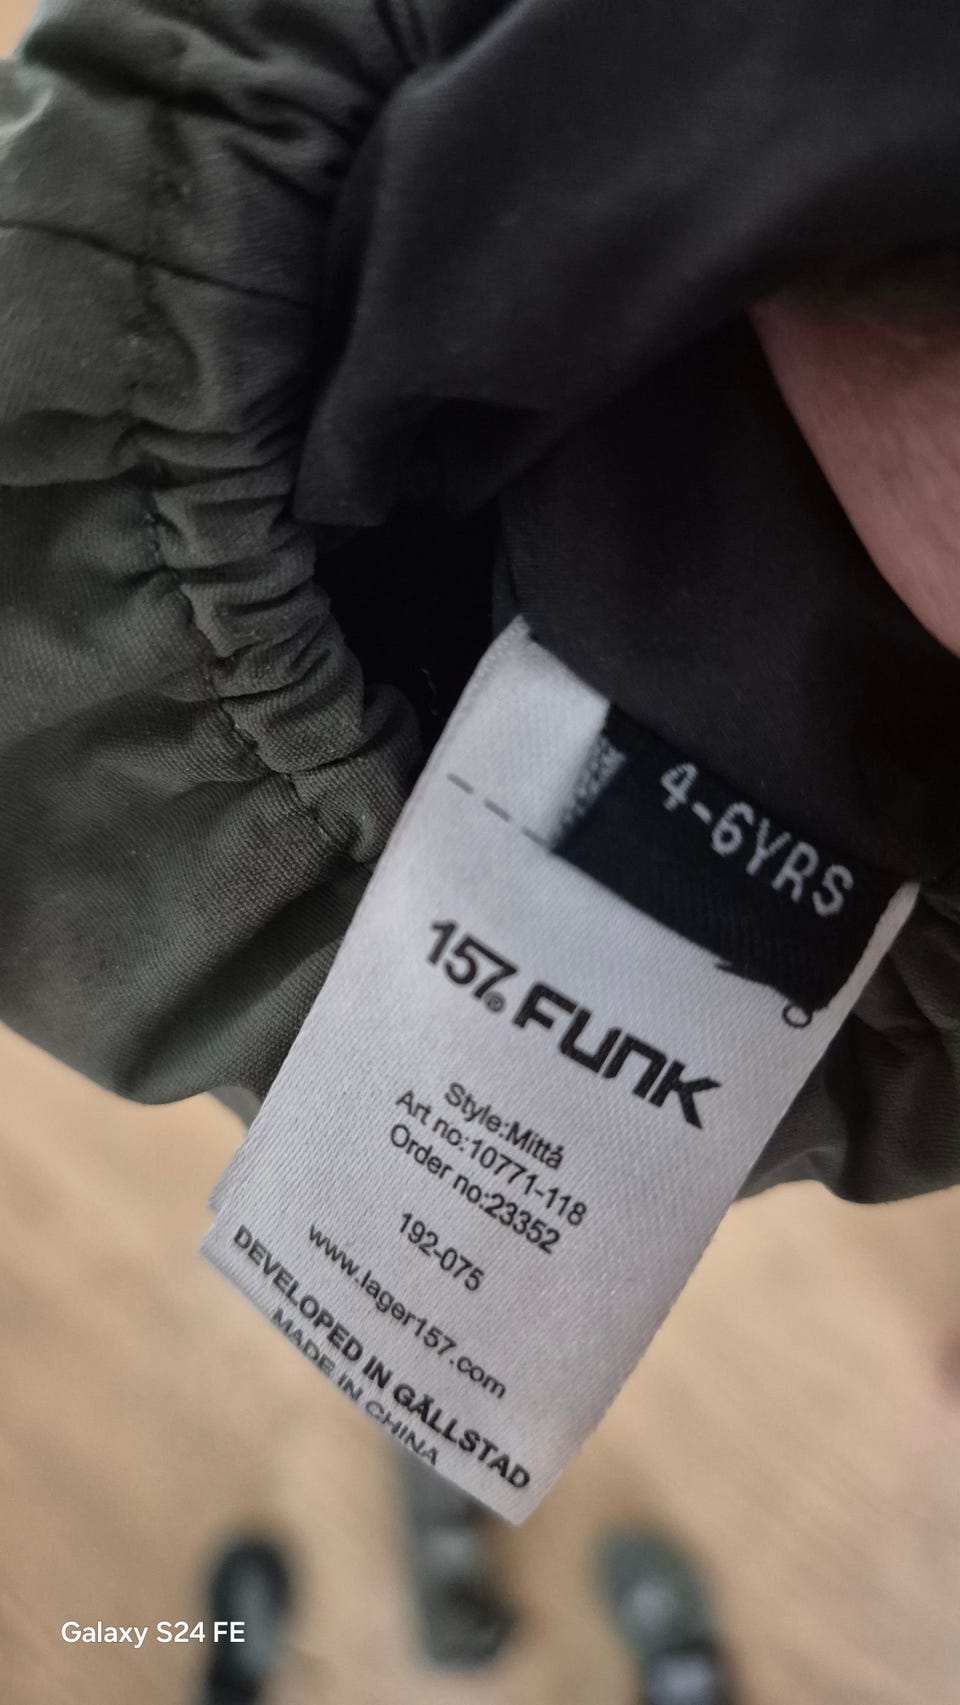 4-6YRS
157® FUNK
Style:Mittå
Art no:10771-118
Order no:23352
192-075
www.lager157.com
DEVELOPED IN GÄLLSTAD
MADE IN CHINA
Galaxy S24 FE